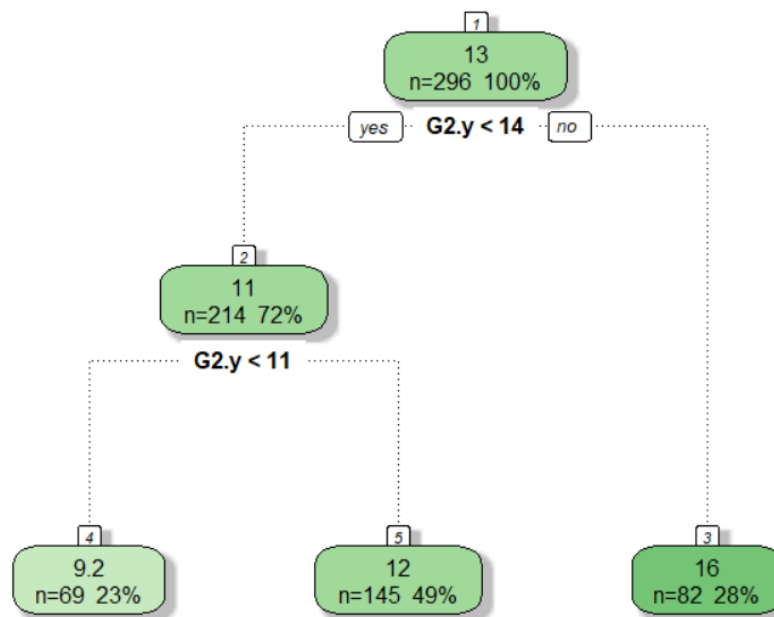 1
13
n=296 100%
yes G2.y < 14 no
2
11
n=214 72%
G2.y < 11
4 5 3
9.2 12 16
n=69 23% n=145 49% n=82 28%